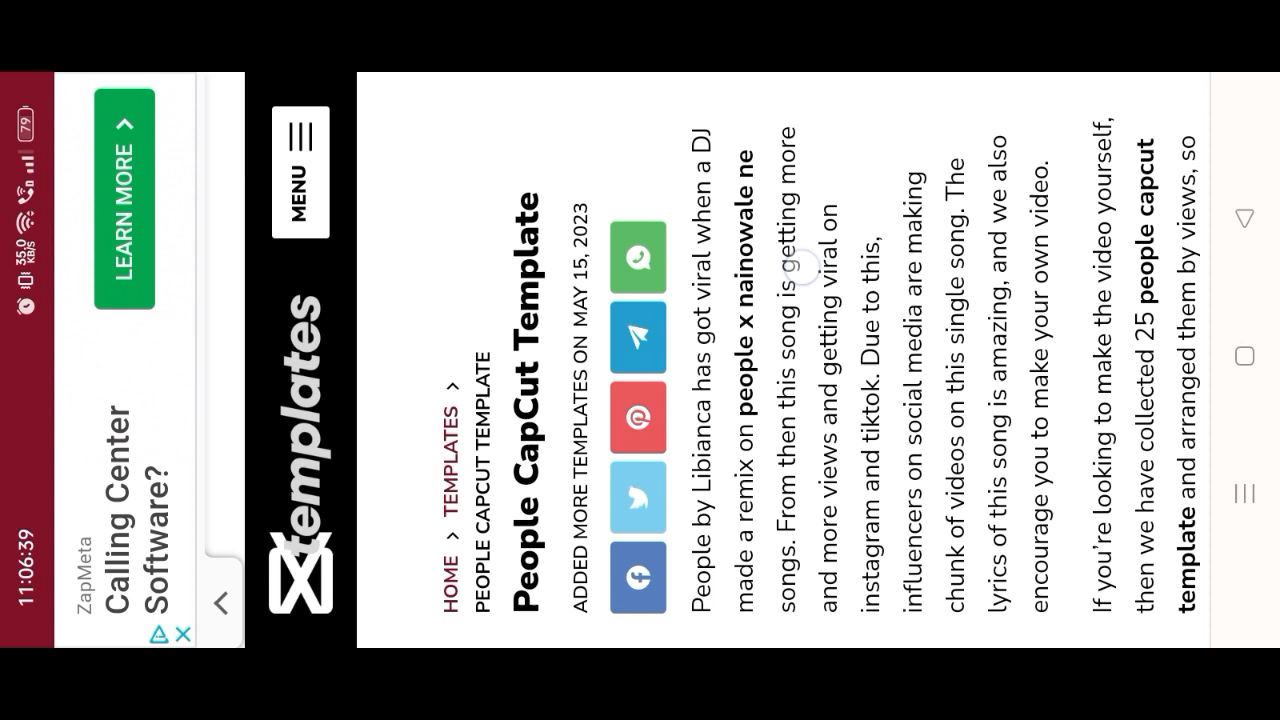 11:06:39
35.0
KB/S
79
ZapMeta
Calling Center
Software?
LEARN MORE
templates
MENU
HOME > TEMPLATES >
PEOPLE CAPCUT TEMPLATE
People CapCut Template
ADDED MORE TEMPLATES ON MAY 15, 2023
People by Libianca has got viral when a DJ
made a remix on people x nainowale ne
songs. From then this song is getting more
and more views and getting viral on
instagram and tiktok. Due to this,
influencers on social media are making
chunk of videos on this single song. The
lyrics of this song is amazing, and we also
encourage you to make your own video.
If you're looking to make the video yourself,
then we have collected 25 people capcut
template and arranged them by views, so